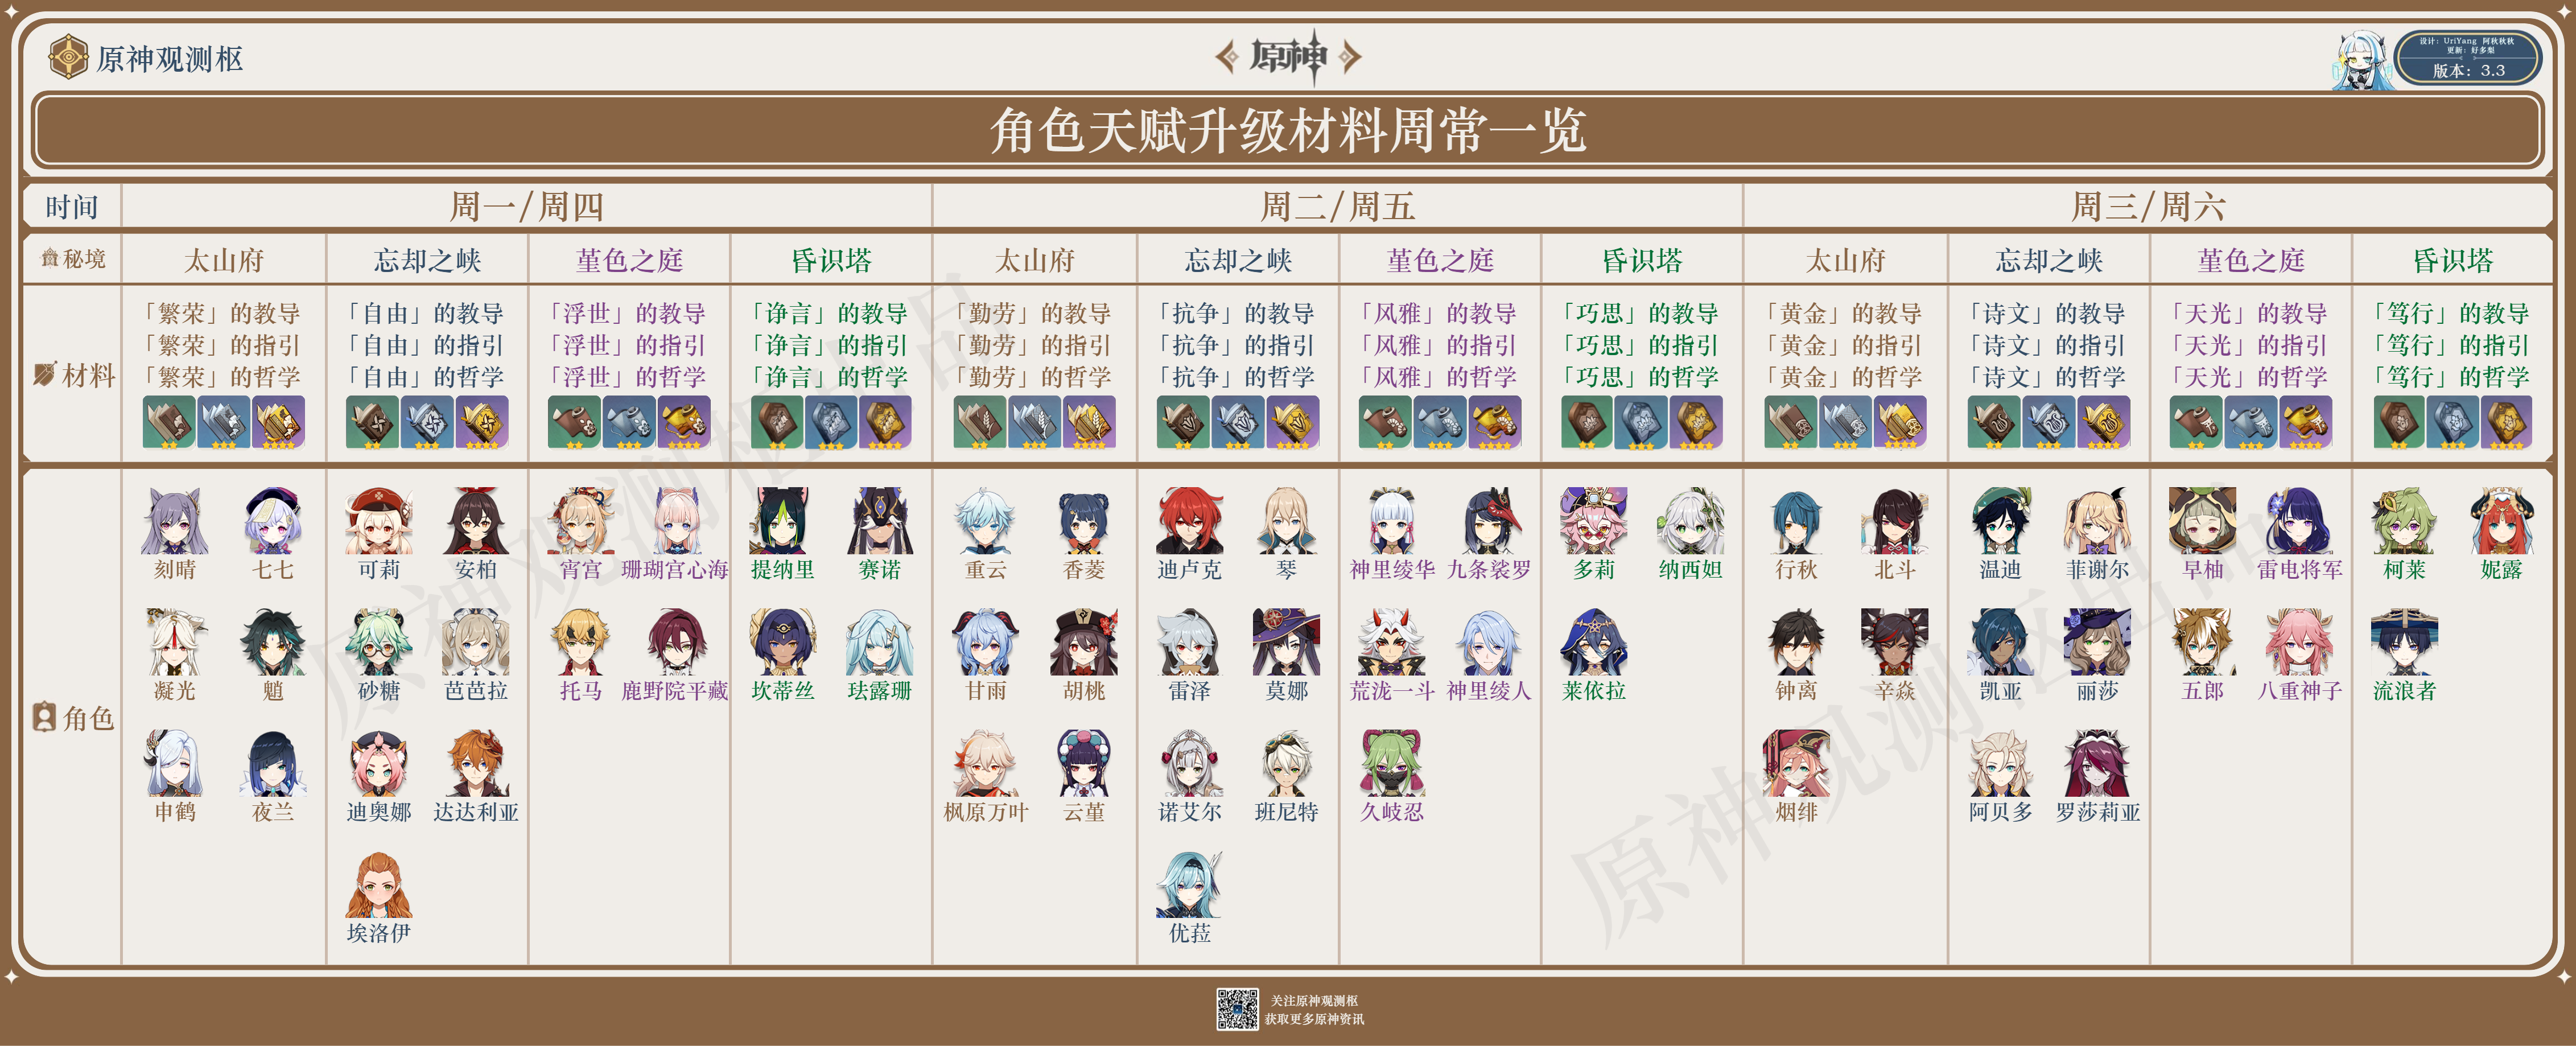 原神观测枢
原神
设计：UriYang 阿秋秋秋
更新：好多梨
版本：3.3
角色天赋升级材料周常一览
时间 周一/周四 周二/周五 周三/周六
秘境 太山府 忘却之峡 堇色之庭 昏识塔 太山府 忘却之峡 堇色之庭 昏识塔 太山府 忘却之峡 堇色之庭 昏识塔
「繁荣」的教导 「自由」的教导 「浮世」的教导 「诤言」的教导 「勤劳」的教导 「抗争」的教导 「风雅」的教导 「巧思」的教导 「黄金」的教导 「诗文」的教导 「天光」的教导 「笃行」的教导
「繁荣」的指引 「自由」的指引 「浮世」的指引 「诤言」的指引 「勤劳」的指引 「抗争」的指引 「风雅」的指引 「巧思」的指引 「黄金」的指引 「诗文」的指引 「天光」的指引 「笃行」的指引
材料 「繁荣」的哲学 「自由」的哲学 「浮世」的哲学 「诤言」的哲学 「勤劳」的哲学 「抗争」的哲学 「风雅」的哲学 「巧思」的哲学 「黄金」的哲学 「诗文」的哲学 「天光」的哲学 「笃行」的哲学
刻晴 七七 可莉 安柏 宵宫 珊瑚宫心海 提纳里 赛诺 重云 香菱 迪卢克 琴 神里绫华 九条裟罗 多莉 纳西妲 行秋 北斗 温迪 菲谢尔 早柚 雷电将军 柯莱 妮露
凝光 魈 砂糖 芭芭拉 托马 鹿野院平藏 坎蒂丝 珐露珊 甘雨 胡桃 雷泽 莫娜 荒泷一斗 神里绫人 莱依拉 钟离 辛焱 凯亚 丽莎 五郎 八重神子 流浪者
角色
申鹤 夜兰 迪奥娜 达达利亚 枫原万叶 云堇 诺艾尔 班尼特 久岐忍 烟绯 阿贝多 罗莎莉亚
埃洛伊 优菈
关注原神观测枢
获取更多原神资讯